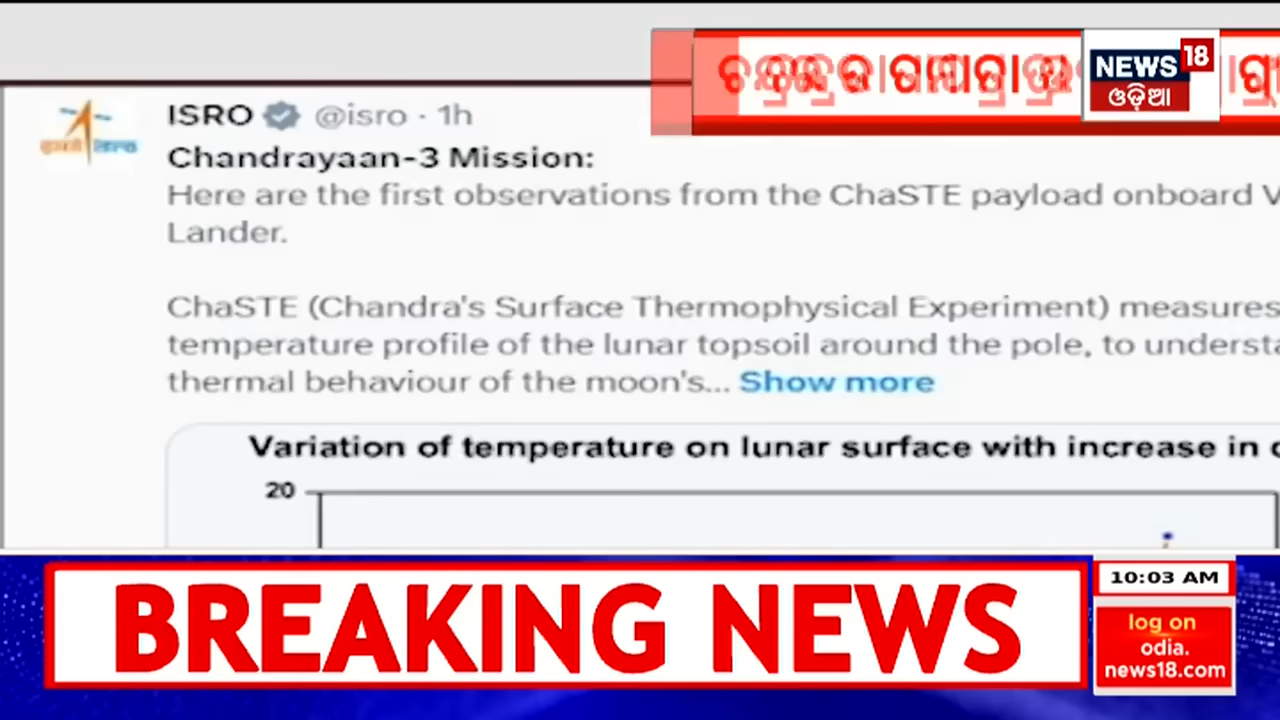 ISRO @isro · 1h
Chandrayaan-3 Mission:
Here are the first observations from the ChaSTE payload onboard V
Lander.
ChaSTE (Chandra's Surface Thermophysical Experiment) measures
temperature profile of the lunar topsoil around the pole, to understa
thermal behaviour of the moon's... Show more
Variation of temperature on lunar surface with increase in
20
NEWS 18
ଓଡ଼ିଆ
BREAKING NEWS
10:03 AM
log on
odia.
news18.com